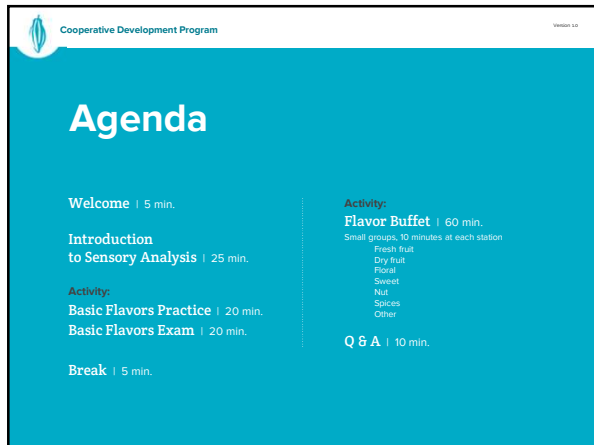 Cooperative Development Program
Version 1.0
Agenda
Welcome | 5 min.
Introduction
to Sensory Analysis | 25 min.
Activity:
Basic Flavors Practice | 20 min.
Basic Flavors Exam | 20 min.
Break | 5 min.
Activity:
Flavor Buffet | 60 min.
Small groups, 10 minutes at each station
Fresh fruit
Dry fruit
Floral
Sweet
Nut
Spices
Other
Q & A | 10 min.